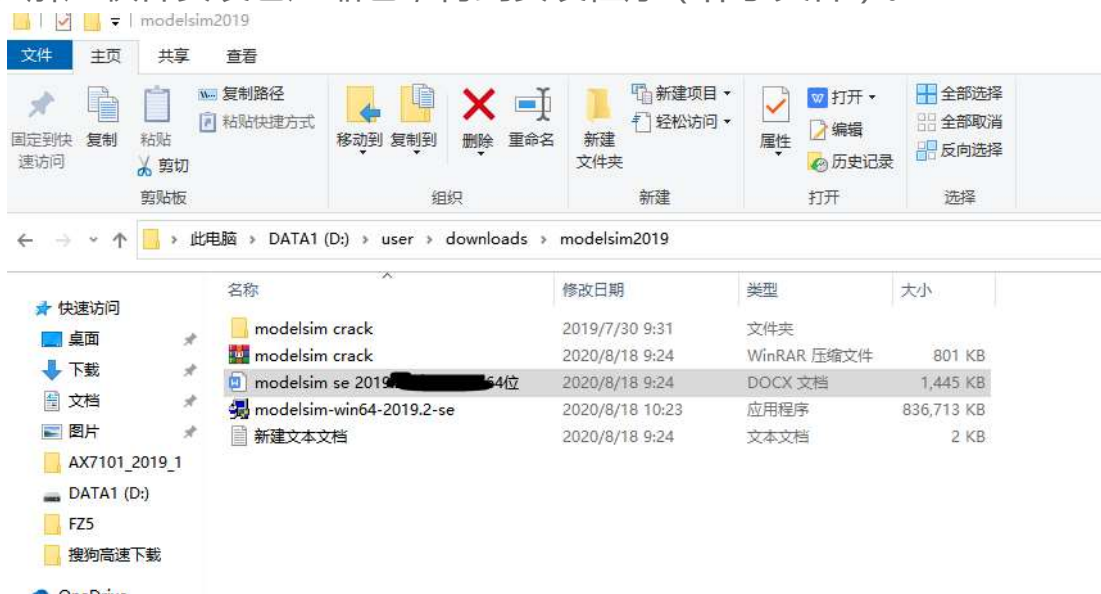 modelsim2019
文件 主页 共享 查看
固定到快速访问 复制 粘贴 复制路径 粘贴快捷方式 剪切 移动到 复制到 删除 重命名 新建文件夹 新建项目 轻松访问 属性 打开 编辑 历史记录 全部选择 全部取消 反向选择
剪贴板 组织 新建 打开 选择
此电脑 > DATA1 (D:) > user > downloads > modelsim2019
名称 修改日期 类型 大小
快速访问
桌面
下载
文档
图片
AX7101_2019_1
DATA1 (D:)
FZ5
搜狗高速下载
modelsim crack 2019/7/30 9:31 文件夹
modelsim crack 2020/8/18 9:24 WinRAR 压缩文件 801 KB
modelsim se 2019 64位 2020/8/18 9:24 DOCX 文档 1,445 KB
modelsim-win64-2019.2-se 2020/8/18 10:23 应用程序 836,713 KB
新建文本文档 2020/8/18 9:24 文本文档 2 KB